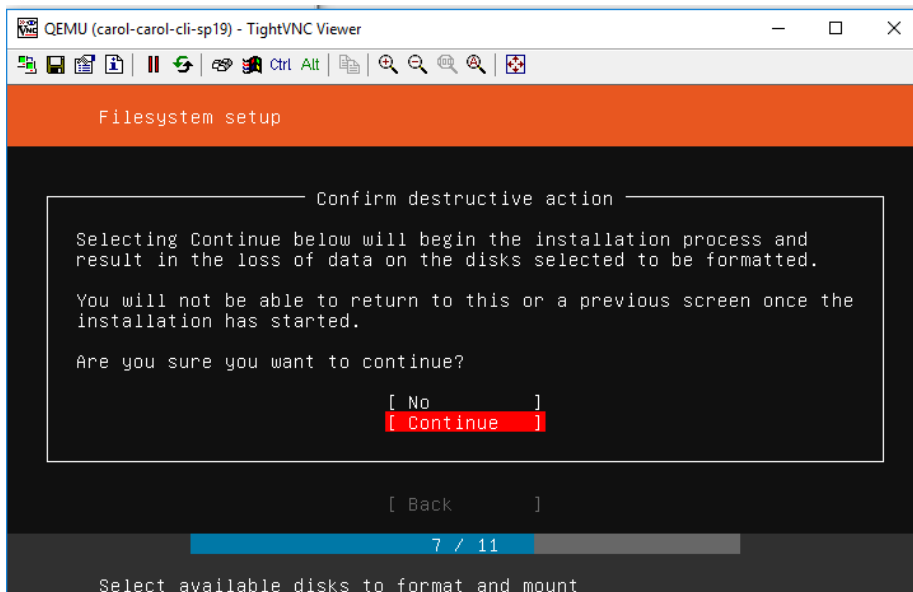 QEMU (carol-carol-cli-sp19) - TightVNC Viewer
Ctrl Alt
Filesystem setup
Confirm destructive action
Selecting Continue below will begin the installation process and
result in the loss of data on the disks selected to be formatted.
You will not be able to return to this or a previous screen once the
installation has started.
Are you sure you want to continue?
[ No ]
[ Continue ]
[ Back ]
7 / 11
Select available disks to format and mount